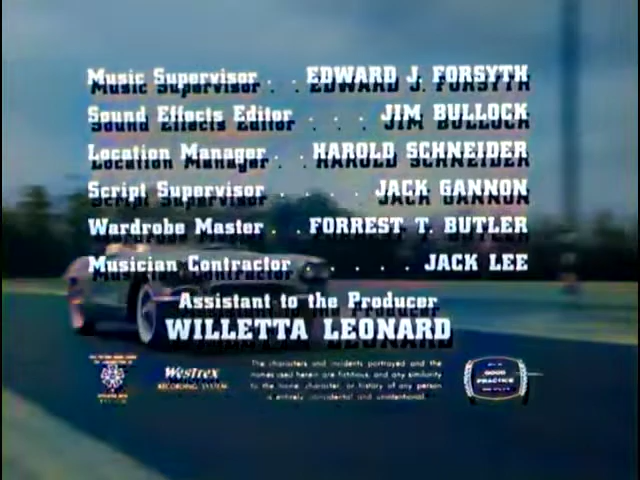 Music Supervisor . . EDWARD J. FORSYTH
Sound Effects Editor . . . JIM BULLOCK
Location Manager . . HAROLD SCHNEIDER
Script Supervisor . . . . . JACK GANNON
Wardrobe Master . . FORREST T. BUTLER
Musician Contractor . . . . JACK LEE
Assistant to the Producer
WILLETTA LEONARD
Westrex
RECORDING SYSTEM
The characters and incidents portrayed and the
names used herein are fictitious, and any similarity
to the name, character, or history of any person
is entirely coincidental and unintentional.
GOOD
PRACTICE